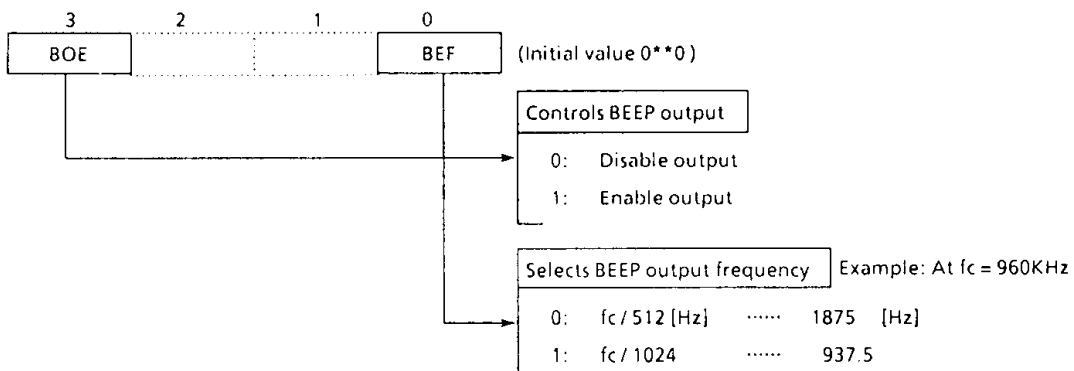 3 2 1 0
BOE BEF (Initial value 0**0)
Controls BEEP output
0: Disable output
1: Enable output
Selects BEEP output frequency Example: At fc = 960KHz
0: fc / 512 [Hz] ...... 1875 [Hz]
1: fc / 1024 ...... 937.5